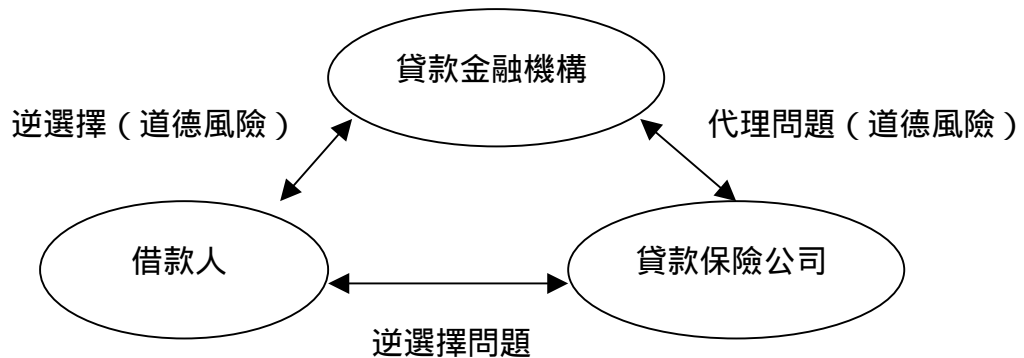 貸款金融機構
逆選擇（道德風險）
代理問題（道德風險）
借款人
貸款保險公司
逆選擇問題